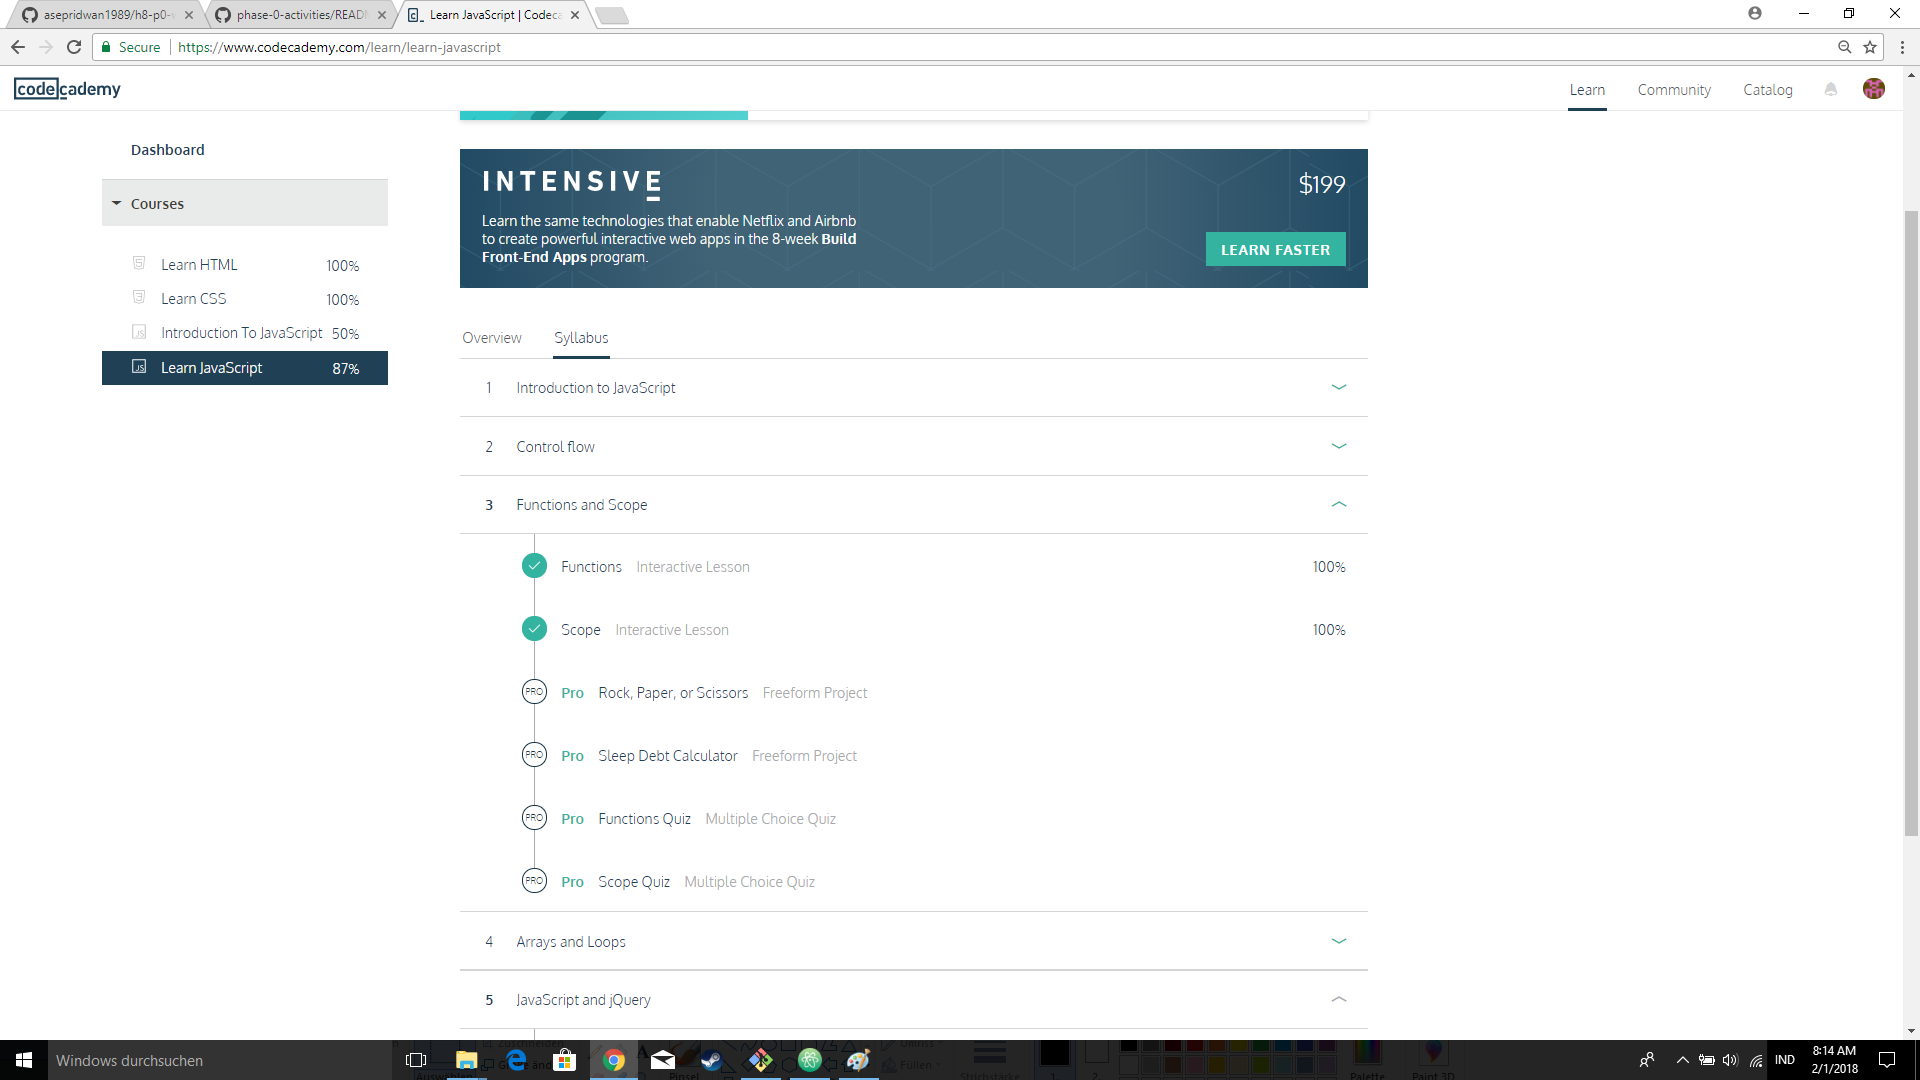 asepridwan1989/h8-p0-
phase-0-activities/READ
Learn JavaScript | Codeca
Secure
https://www.codecademy.com/learn/learn-javascript
codecademy
Learn
Community
Catalog
Dashboard
Courses
Learn HTML 100%
Learn CSS 100%
Introduction To JavaScript 50%
JS Learn JavaScript 87%
INTENSIVE
$199
Learn the same technologies that enable Netflix and Airbnb
to create powerful interactive web apps in the 8-week Build
Front-End Apps program.
LEARN FASTER
Overview
Syllabus
1 Introduction to JavaScript
2 Control flow
3 Functions and Scope
Functions Interactive Lesson 100%
Scope Interactive Lesson 100%
PRO Pro Rock, Paper, or Scissors Freeform Project
PRO Pro Sleep Debt Calculator Freeform Project
PRO Pro Functions Quiz Multiple Choice Quiz
PRO Pro Scope Quiz Multiple Choice Quiz
4 Arrays and Loops
5 JavaScript and jQuery
Windows durchsuchen
IND
8:14 AM
2/1/2018